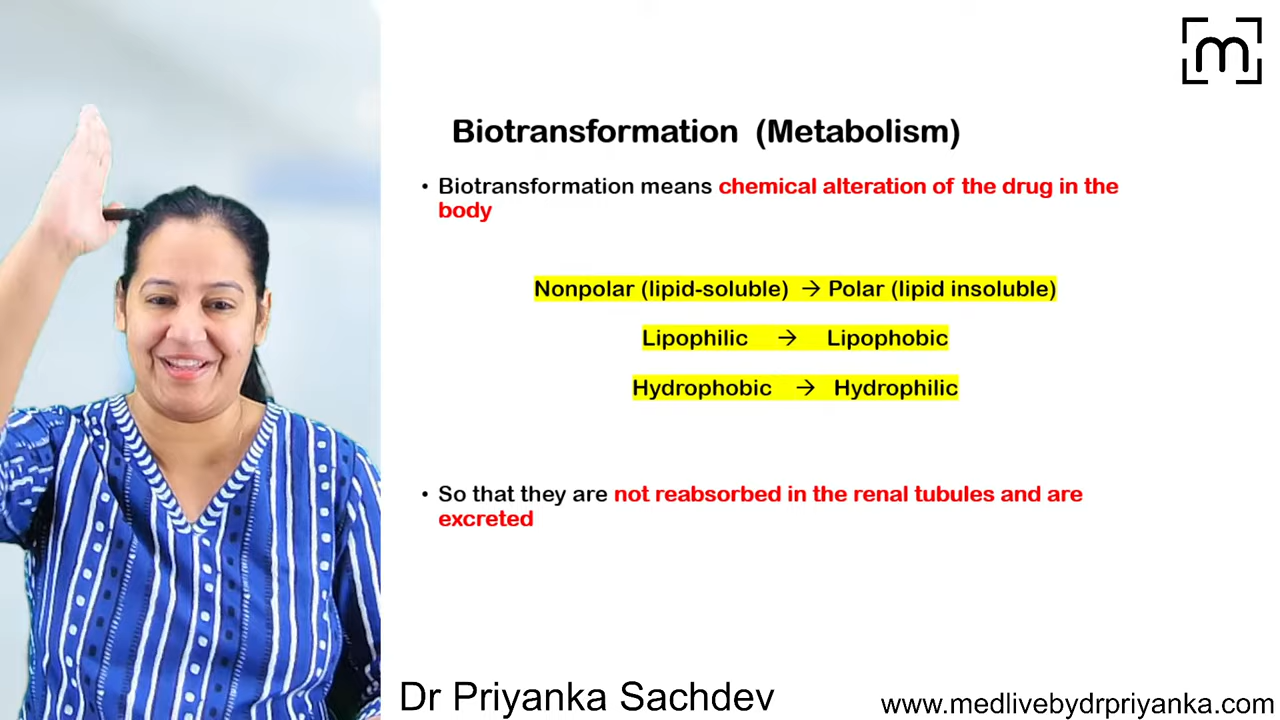 m
Biotransformation (Metabolism)
• Biotransformation means chemical alteration of the drug in the
body
Nonpolar (lipid-soluble) → Polar (lipid insoluble)
Lipophilic → Lipophobic
Hydrophobic → Hydrophilic
• So that they are not reabsorbed in the renal tubules and are
excreted
Dr Priyanka Sachdev
www.medlivebydrpriyanka.com